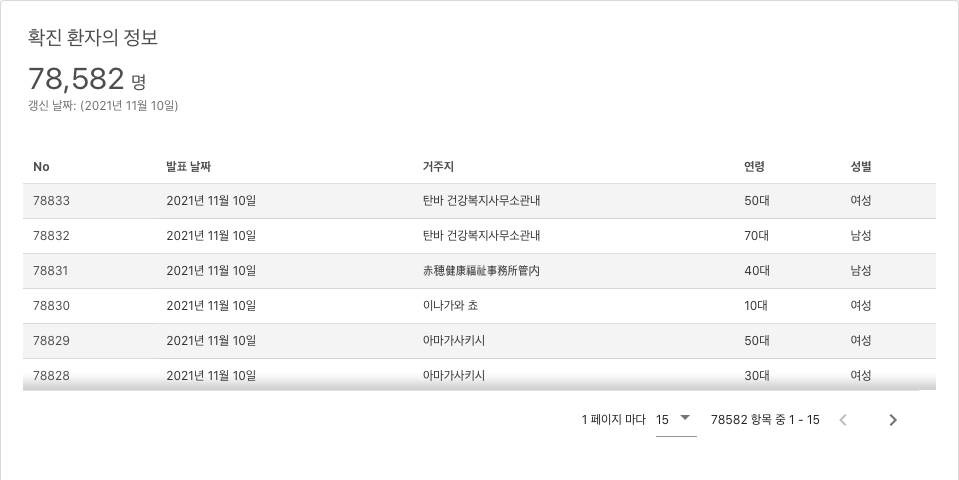 확진 환자의 정보
78,582 명
갱신 날짜: (2021년 11월 10일)
No 발표 날짜 거주지 연령 성별
78833 2021년 11월 10일 탄바 건강복지사무소관내 50대 여성
78832 2021년 11월 10일 탄바 건강복지사무소관내 70대 남성
78831 2021년 11월 10일 赤穂健康福祉事務所管内 40대 남성
78830 2021년 11월 10일 이나가와 쵸 10대 여성
78829 2021년 11월 10일 아마가사키시 50대 여성
78828 2021년 11월 10일 아마가사키시 30대 여성
1 페이지 마다 15 78582 항목 중 1 - 15